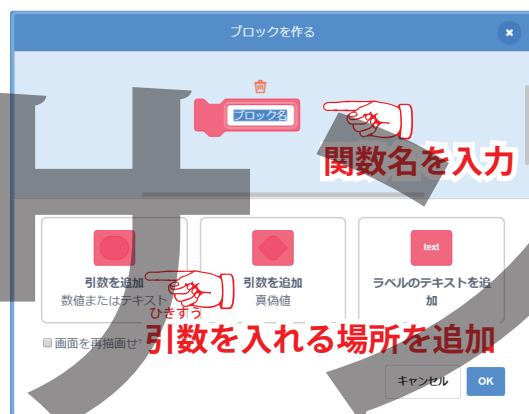 ブロックを作る
ブロック名
関数名を入力
text
引数を追加
数値またはテキスト
引数を追加
真偽値
ラベルのテキストを追
加
ひきすう
引数を入れる場所を追加
画面を再描画せ
キャンセル
OK
サン